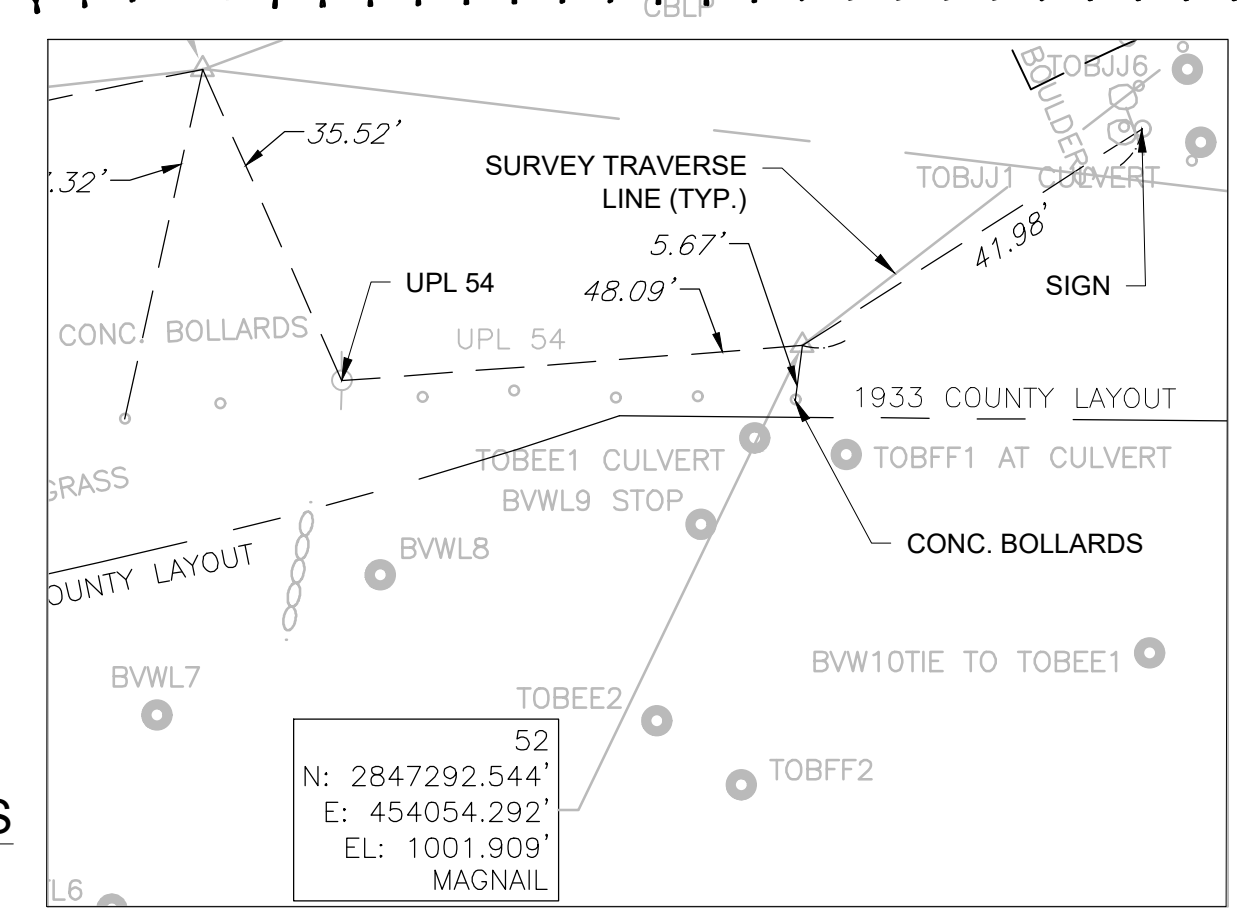 CBLP
TOBJJ6
BOULDERS
35.52’
.32’
SURVEY TRAVERSE
LINE (TYP.)
TOBJJ1 CULVERT
5.67’
41.98’
48.09’
UPL 54
SIGN
CONC. BOLLARDS
UPL 54
1933 COUNTY LAYOUT
TOBEE1 CULVERT
TOBFF1 AT CULVERT
GRASS
BVWL9 STOP
CONC. BOLLARDS
BVWL8
OUNTY LAYOUT
BVW10TIE TO TOBEE1
BVWL7
TOBEE2
52
N: 2847292.544’
E: 454054.292’
EL: 1001.909’
MAGNAIL
TOBFF2
S
L6